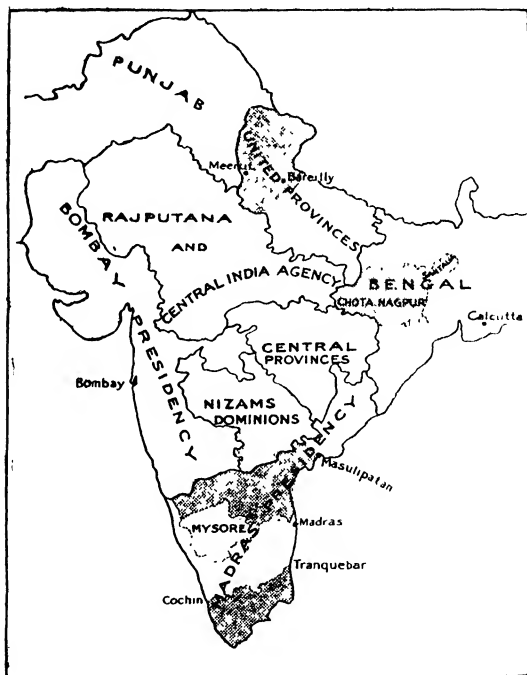 PUNJAB
UNITED PROVINCES
Meerut
Bareilly
BOMBAY PRESIDENCY
RAJPUTANA
AND
CENTRAL INDIA AGENCY
BENGAL
SANTALIA
CHOTA NAGPUR
Calcutta
CENTRAL
PROVINCES
Bombay
NIZAMS
DOMINIONS
Masulipatan
MADRAS PRESIDENCY
MYSORE
Madras
Tranquebar
Cochin